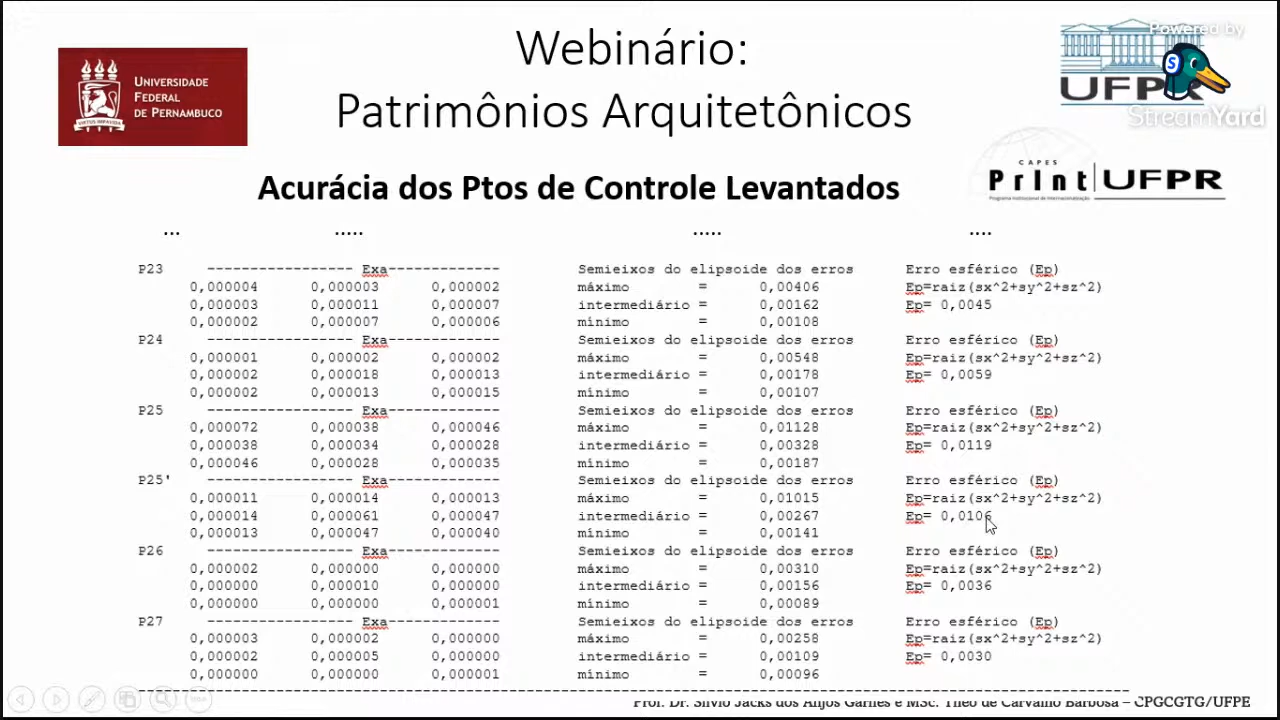 Webinário:
Patrimônios Arquitetônicos
UNIVERSIDADE
FEDERAL
DE PERNAMBUCO
VIRTUS IMPAVIDA
Powered by
StreamYard
UFPR
CAPES
Print UFPR
Programa Institucional de Internacionalização
Acurácia dos Ptos de Controle Levantados
... ..... ..... ....
P23 ----------------- Exa------------- Semieixos do elipsoide dos erros Erro esférico (Ep)
0,000004 0,000003 0,000002 máximo = 0,00406 Ep=raiz(sx^2+sy^2+sz^2)
0,000003 0,000011 0,000007 intermediário = 0,00162 Ep= 0,0045
0,000002 0,000007 0,000006 mínimo = 0,00108
P24 ----------------- Exa------------- Semieixos do elipsoide dos erros Erro esférico (Ep)
0,000001 0,000002 0,000002 máximo = 0,00548 Ep=raiz(sx^2+sy^2+sz^2)
0,000002 0,000018 0,000013 intermediário = 0,00178 Ep= 0,0059
0,000002 0,000013 0,000015 mínimo = 0,00107
P25 ----------------- Exa------------- Semieixos do elipsoide dos erros Erro esférico (Ep)
0,000072 0,000038 0,000046 máximo = 0,01128 Ep=raiz(sx^2+sy^2+sz^2)
0,000038 0,000034 0,000028 intermediário = 0,00328 Ep= 0,0119
0,000046 0,000028 0,000035 mínimo = 0,00187
P25' ----------------- Exa------------- Semieixos do elipsoide dos erros Erro esférico (Ep)
0,000011 0,000014 0,000013 máximo = 0,01015 Ep=raiz(sx^2+sy^2+sz^2)
0,000014 0,000061 0,000047 intermediário = 0,00267 Ep= 0,0106
0,000013 0,000047 0,000040 mínimo = 0,00141
P26 ----------------- Exa------------- Semieixos do elipsoide dos erros Erro esférico (Ep)
0,000002 0,000000 0,000000 máximo = 0,00310 Ep=raiz(sx^2+sy^2+sz^2)
0,000000 0,000010 0,000000 intermediário = 0,00156 Ep= 0,0036
0,000000 0,000000 0,000001 mínimo = 0,00089
P27 ----------------- Exa------------- Semieixos do elipsoide dos erros Erro esférico (Ep)
0,000003 0,000002 0,000000 máximo = 0,00258 Ep=raiz(sx^2+sy^2+sz^2)
0,000002 0,000005 0,000000 intermediário = 0,00109 Ep= 0,0030
0,000000 0,000000 0,000001 mínimo = 0,00096
Prof. Dr. Silvio Jacks dos Anjos Garnés e MSc. Theo de Carvalho Barbosa – CPGCGTG/UFPE